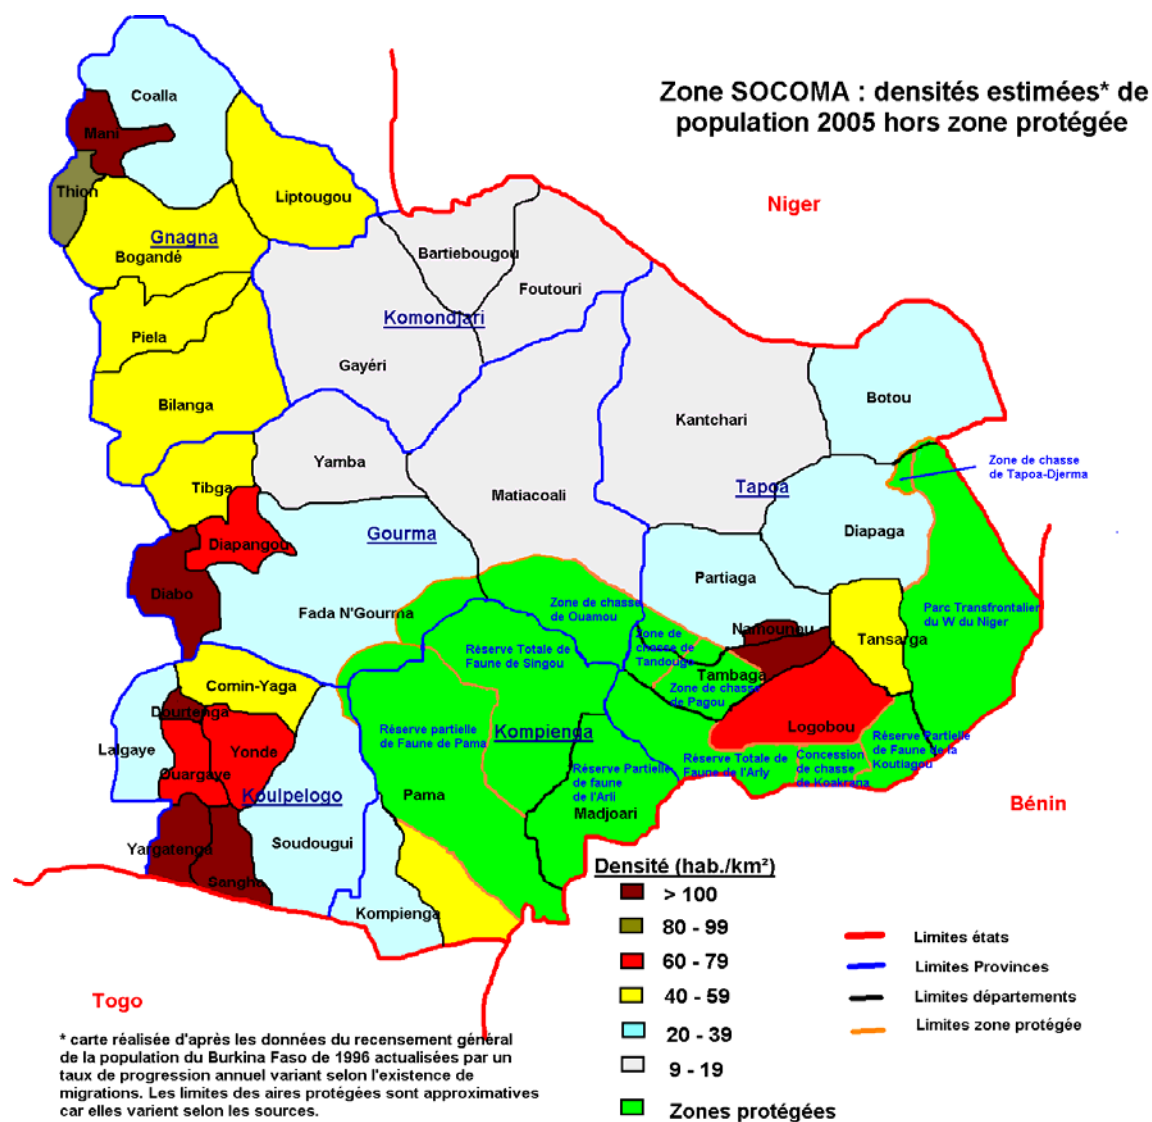 Zone SOCOMA : densités estimées* de
population 2005 hors zone protégée
Niger
Coalla
Mani
Thion
Liptougou
Gnagna
Bogandé
Bartiebougou
Foutouri
Komondjari
Piela
Gayéri
Bilanga
Botou
Kantchari
Yamba
Zone de chasse
de Tapoa-Djerma
Tibga
Matiacoali
Tapoa
Diapangou
Gourma
Diapaga
Partiaga
Diabo
Fada N'Gourma
Zone de chasse
de Ouamou
Parc Transfrontalier
du W du Niger
Namounou
Tansarga
Zone de
chasse de
Tandougo
Réserve Totale de
Faune de Singou
Tambaga
Zone de chasse
de Pagou
Comin-Yaga
Dourtenga
Lalgaye
Yonde
Réserve partielle
de Faune de Pama
Kompienga
Logobou
Réserve Partielle
de Faune de la
Koutiagou
Ouargaye
Réserve Totale de
Faune de l'Arly
Concession
de chasse
de Koakrana
Réserve Partielle
de faune
de l'Arli
Koulpelogo
Pama
Madjoari
Bénin
Yargatenga
Soudougui
Sangha
Kompienga
Densité (hab./km²)
> 100
80 - 99
60 - 79
40 - 59
20 - 39
9 - 19
Zones protégées
Limites états
Limites Provinces
Limites départements
Limites zone protégée
Togo
* carte réalisée d'après les données du recensement général
de la population du Burkina Faso de 1996 actualisées par un
taux de progression annuel variant selon l'existence de
migrations. Les limites des aires protégées sont approximatives
car elles varient selon les sources.